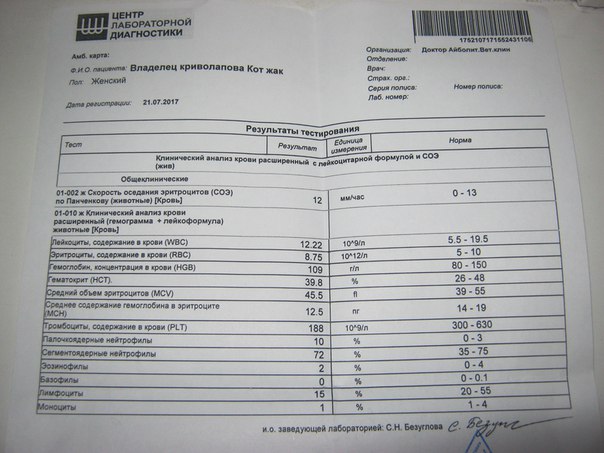 ЦЕНТР
ЛАБОРАТОРНОЙ
ДИАГНОСТИКИ
1752107171552431106
Амб. карта:
Организация: Доктор Айболит.Вет.клин
Отделение:
Ф.И.О. пациента: Владелец криволапова Кот жак
Врач:
Пол: Женский
Страх. орг.:
Серия полиса: Номер полиса:
Лаб. номер:
Дата регистрации: 21.07.2017
Результаты тестирования
Тест Результат Единица измерения Норма
Клинический анализ крови расширенный с лейкоцитарной формулой и СОЭ
(жив)
Общеклинические
01-002 ж Скорость оседания эритроцитов (СОЭ)
по Панченкову (животные) [Кровь] 12 мм/час 0 - 13
01-010 ж Клинический анализ крови
расширенный (гемограмма + лейкоформула)
животные [Кровь]
Лейкоциты, содержание в крови (WBC) 12.22 10^9/л 5.5 - 19.5
Эритроциты, содержание в крови (RBC) 8.75 10^12/л 5 - 10
Гемоглобин, концентрация в крови (HGB) 109 г/л 80 - 150
Гематокрит (HCT). 39.8 % 26 - 48
Средний объем эритроцитов (MCV) 45.5 fl 39 - 55
Среднее содержание гемоглобина в эритроците
(MCH) 12.5 пг 14 - 19
Тромбоциты, содержание в крови (PLT) 188 10^9/л 300 - 630
Палочкоядерные нейтрофилы 10 % 0 - 3
Сегментоядерные нейтрофилы 72 % 35 - 75
Эозинофилы 2 % 0 - 4
Базофилы 0 % 0 - 0.1
Лимфоциты 15 % 20 - 55
Моноциты 1 % 1 - 4
и.о. заведующей лабораторией: С.Н. Безуглова С. Безуг